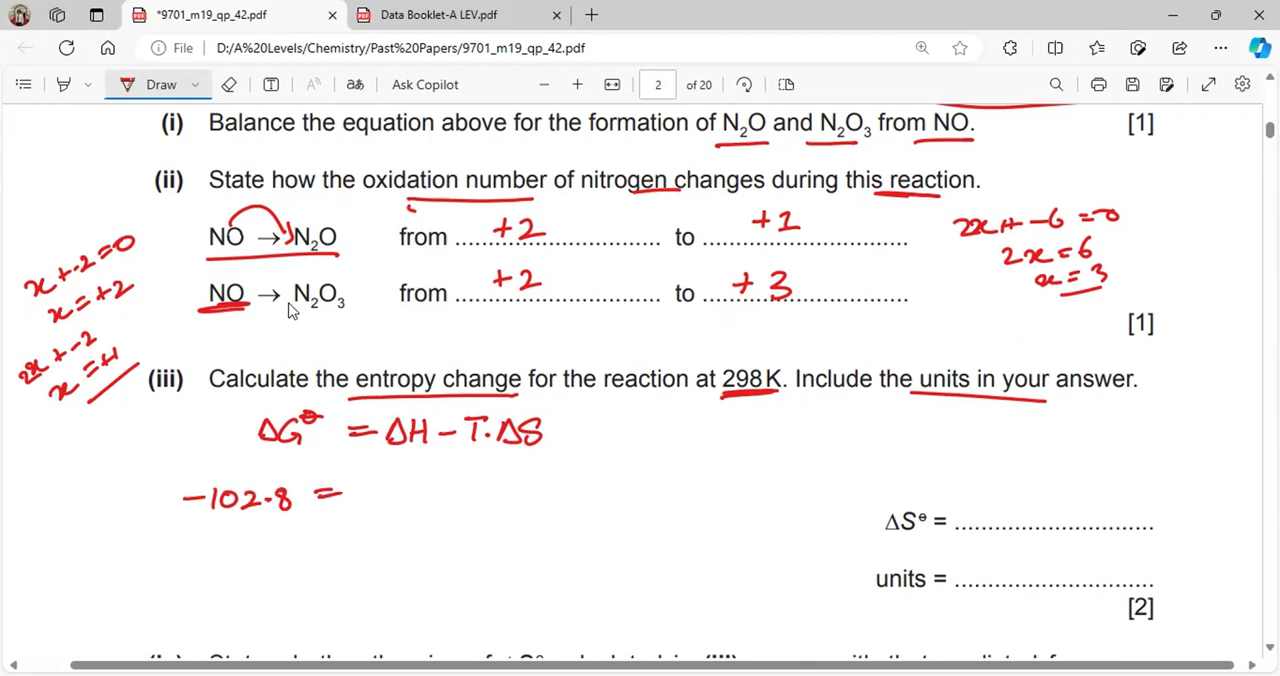 *9701_m19_qp_42.pdf
Data Booklet-A LEV.pdf
File D:/A%20Levels/Chemistry/Past%20Papers/9701_m19_qp_42.pdf
Draw aあ Ask Copilot 2 of 20
(i) Balance the equation above for the formation of N₂O and N₂O₃ from NO. [1]
(ii) State how the oxidation number of nitrogen changes during this reaction.
NO → N₂O from ........ +2 ........ to ........ +1 ........
NO → N₂O₃ from ........ +2 ........ to ........ +3 ........
[1]
x+-2=0
x=+2
2x+-2
x=+1
2x+-6=0
2x=6
x=3
(iii) Calculate the entropy change for the reaction at 298K. Include the units in your answer.
ΔG⊖ = ΔH - T.ΔS
-102.8 =
ΔS⊖ = ..............................
units = ..............................
[2]